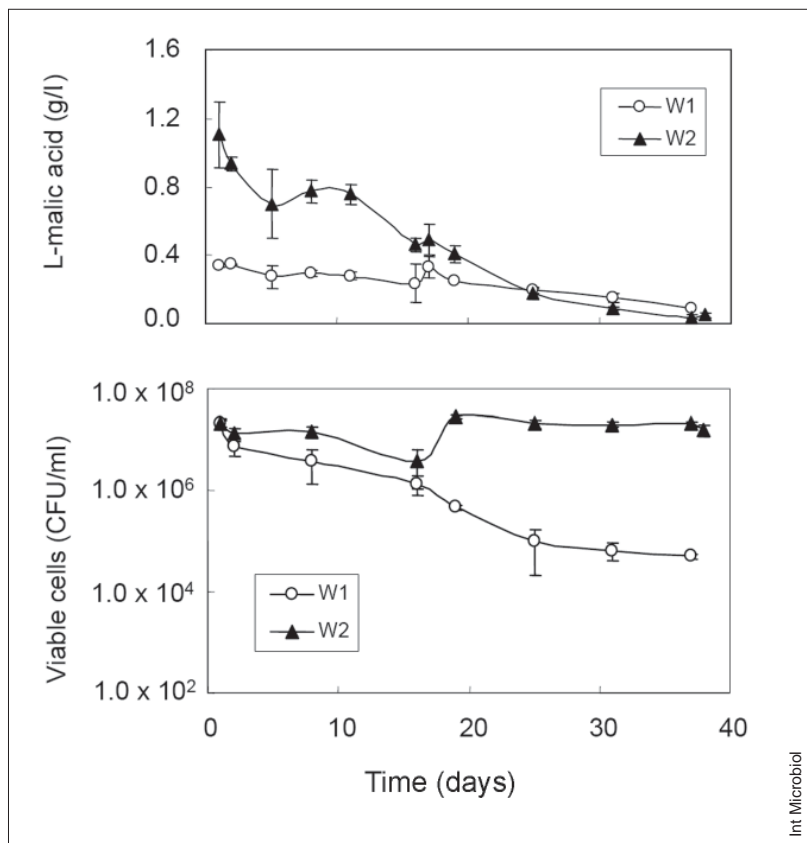 1.6
1.2
0.8
0.4
0.0
L-malic acid (g/l)
W1
W2
1.0 x 10⁸
1.0 x 10⁶
1.0 x 10⁴
1.0 x 10²
Viable cells (CFU/ml)
W1
W2
0 10 20 30 40
Time (days)
Int Microbiol